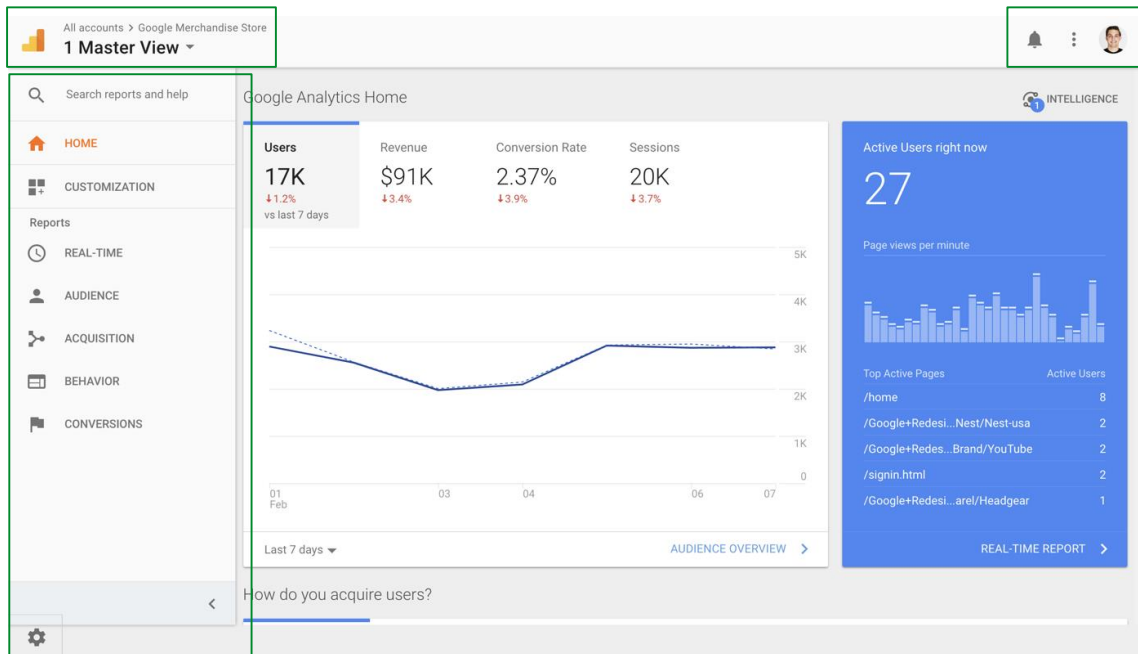 All accounts > Google Merchandise Store
1 Master View
Search reports and help
HOME
CUSTOMIZATION
Reports
REAL-TIME
AUDIENCE
ACQUISITION
BEHAVIOR
CONVERSIONS
Google Analytics Home
1 INTELLIGENCE
Users Revenue Conversion Rate Sessions
17K $91K 2.37% 20K
↓1.2% ↓3.4% ↓3.9% ↓3.7%
vs last 7 days
5K
4K
3K
2K
1K
0
01 03 04 06 07
Feb
Last 7 days
AUDIENCE OVERVIEW >
Active Users right now
27
Page views per minute
Top Active Pages Active Users
/home 8
/Google+Redesi...Nest/Nest-usa 2
/Google+Redes...Brand/YouTube 2
/signin.html 2
/Google+Redesi...arel/Headgear 1
REAL-TIME REPORT >
How do you acquire users?